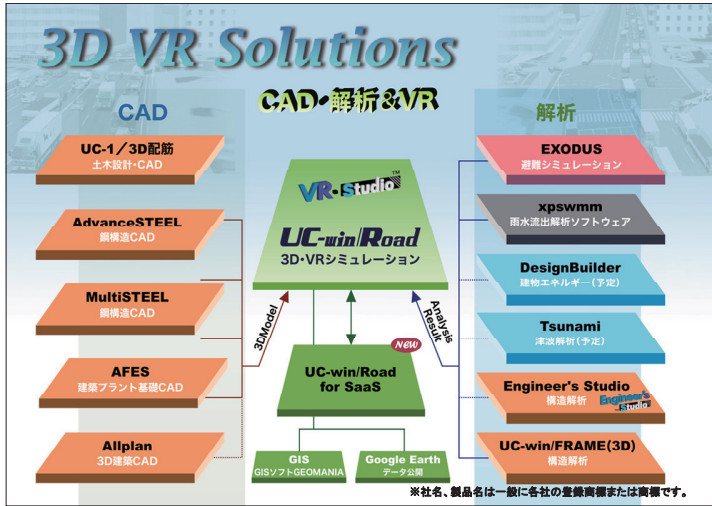 3D VR Solutions
CAD・解析&VR
CAD
解析
UC-1／3D配筋
土木設計・CAD
AdvanceSTEEL
鋼構造CAD
MultiSTEEL
鋼構造CAD
AFES
建築プラント基礎CAD
Allplan
3D建築CAD
VR-Studio™
UC-win/Road
3D・VRシミュレーション
3DModel
Analysis
Result
NEW
UC-win/Road
for SaaS
GIS
GISソフトGEOMANIA
Google Earth
データ公開
EXODUS
避難シミュレーション
xpswmm
雨水流出解析ソフトウェア
DesignBuilder
建物エネルギー(予定)
Tsunami
津波解析(予定)
Engineer's Studio
構造解析
Engineer's
Studio
UC-win/FRAME(3D)
構造解析
※社名、製品名は一般に各社の登録商標または商標です。